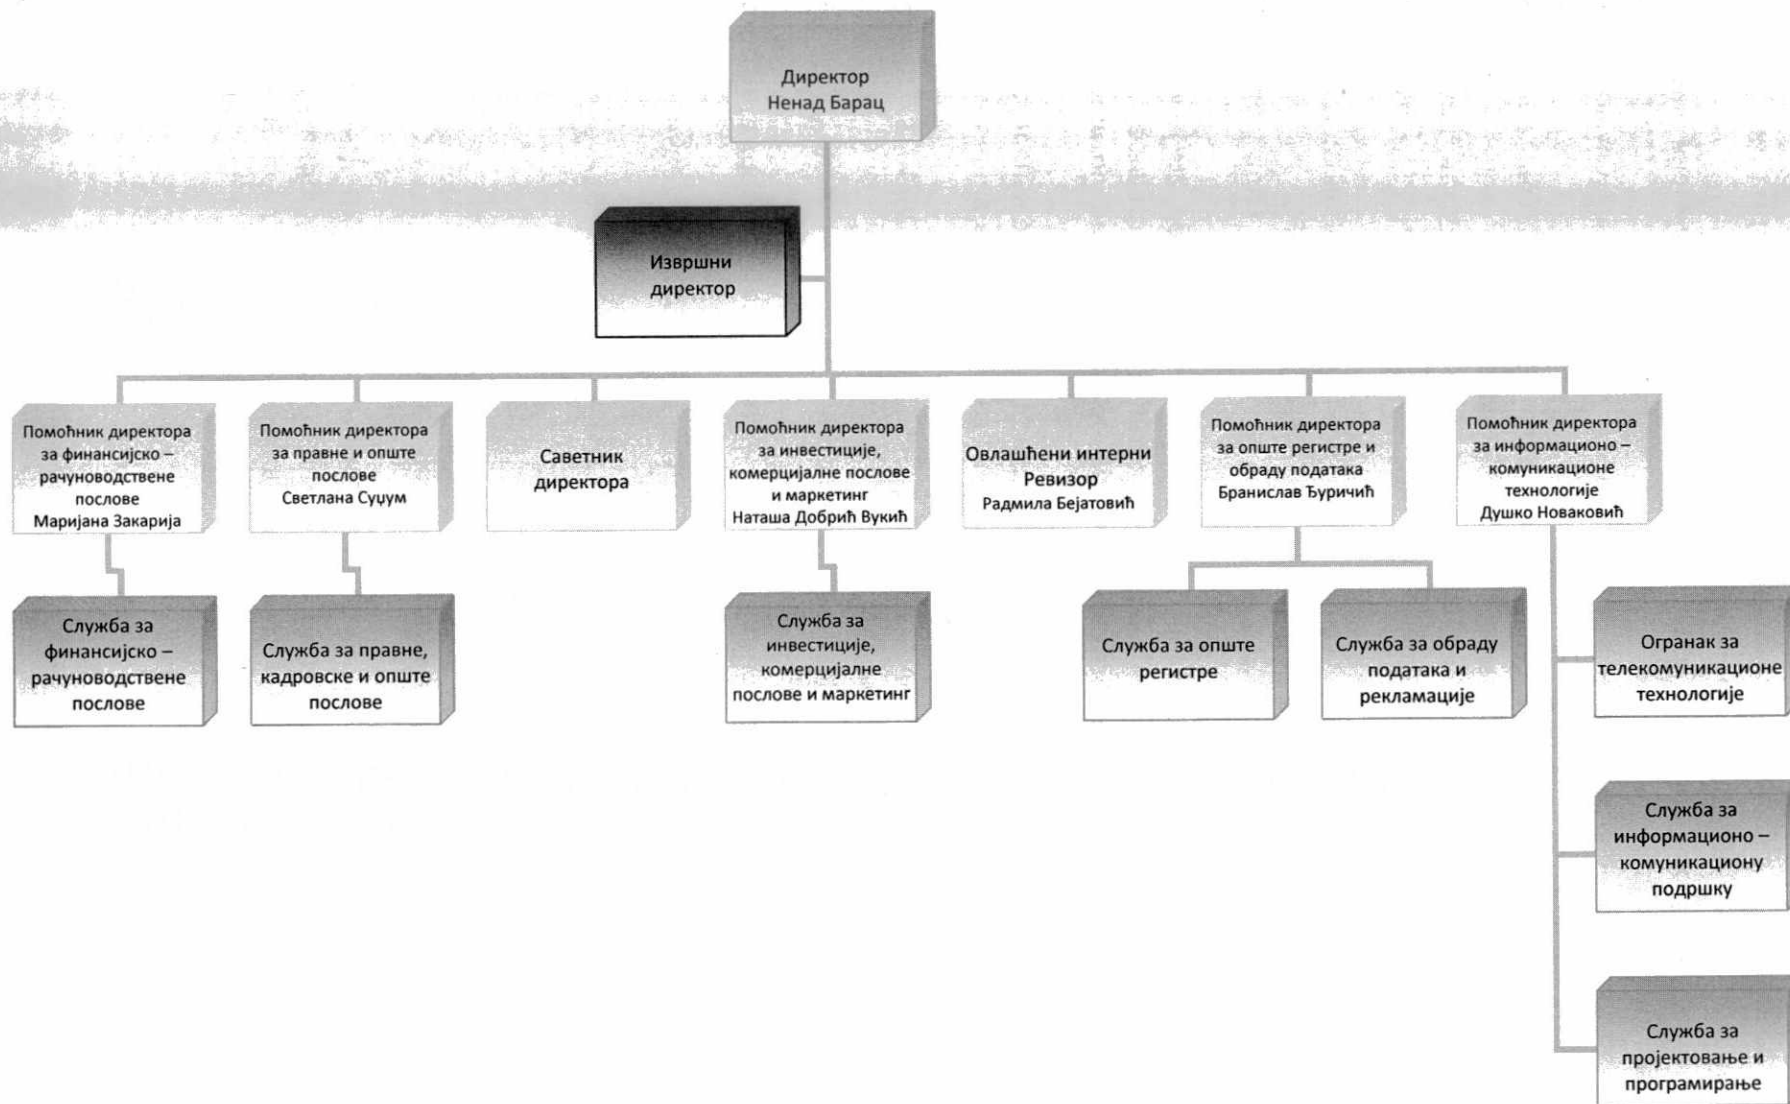 Директор
Ненад Барац
Извршни
директор
Помоћник директора
за финансијско –
рачуноводствене
послове
Маријана Закарија
Помоћник директора
за правне и опште
послове
Светлана Суџум
Саветник
директора
Помоћник директора
за инвестиције,
комерцијалне послове
и маркетинг
Наташа Добрић Вукић
Овлашћени интерни
Ревизор
Радмила Бејатовић
Помоћник директора
за опште регистре и
обраду података
Бранислав Ђуричић
Помоћник директора
за информационо –
комуникационе
технологије
Душко Новаковић
Служба за
финансијско –
рачуноводствене
послове
Служба за правне,
кадровске и опште
послове
Служба за
инвестиције,
комерцијалне
послове и маркетинг
Служба за опште
регистре
Служба за обраду
података и
рекламације
Огранак за
телекомуникационе
технологије
Служба за
информационо –
комуникациону
подршку
Служба за
пројектовање и
програмирање